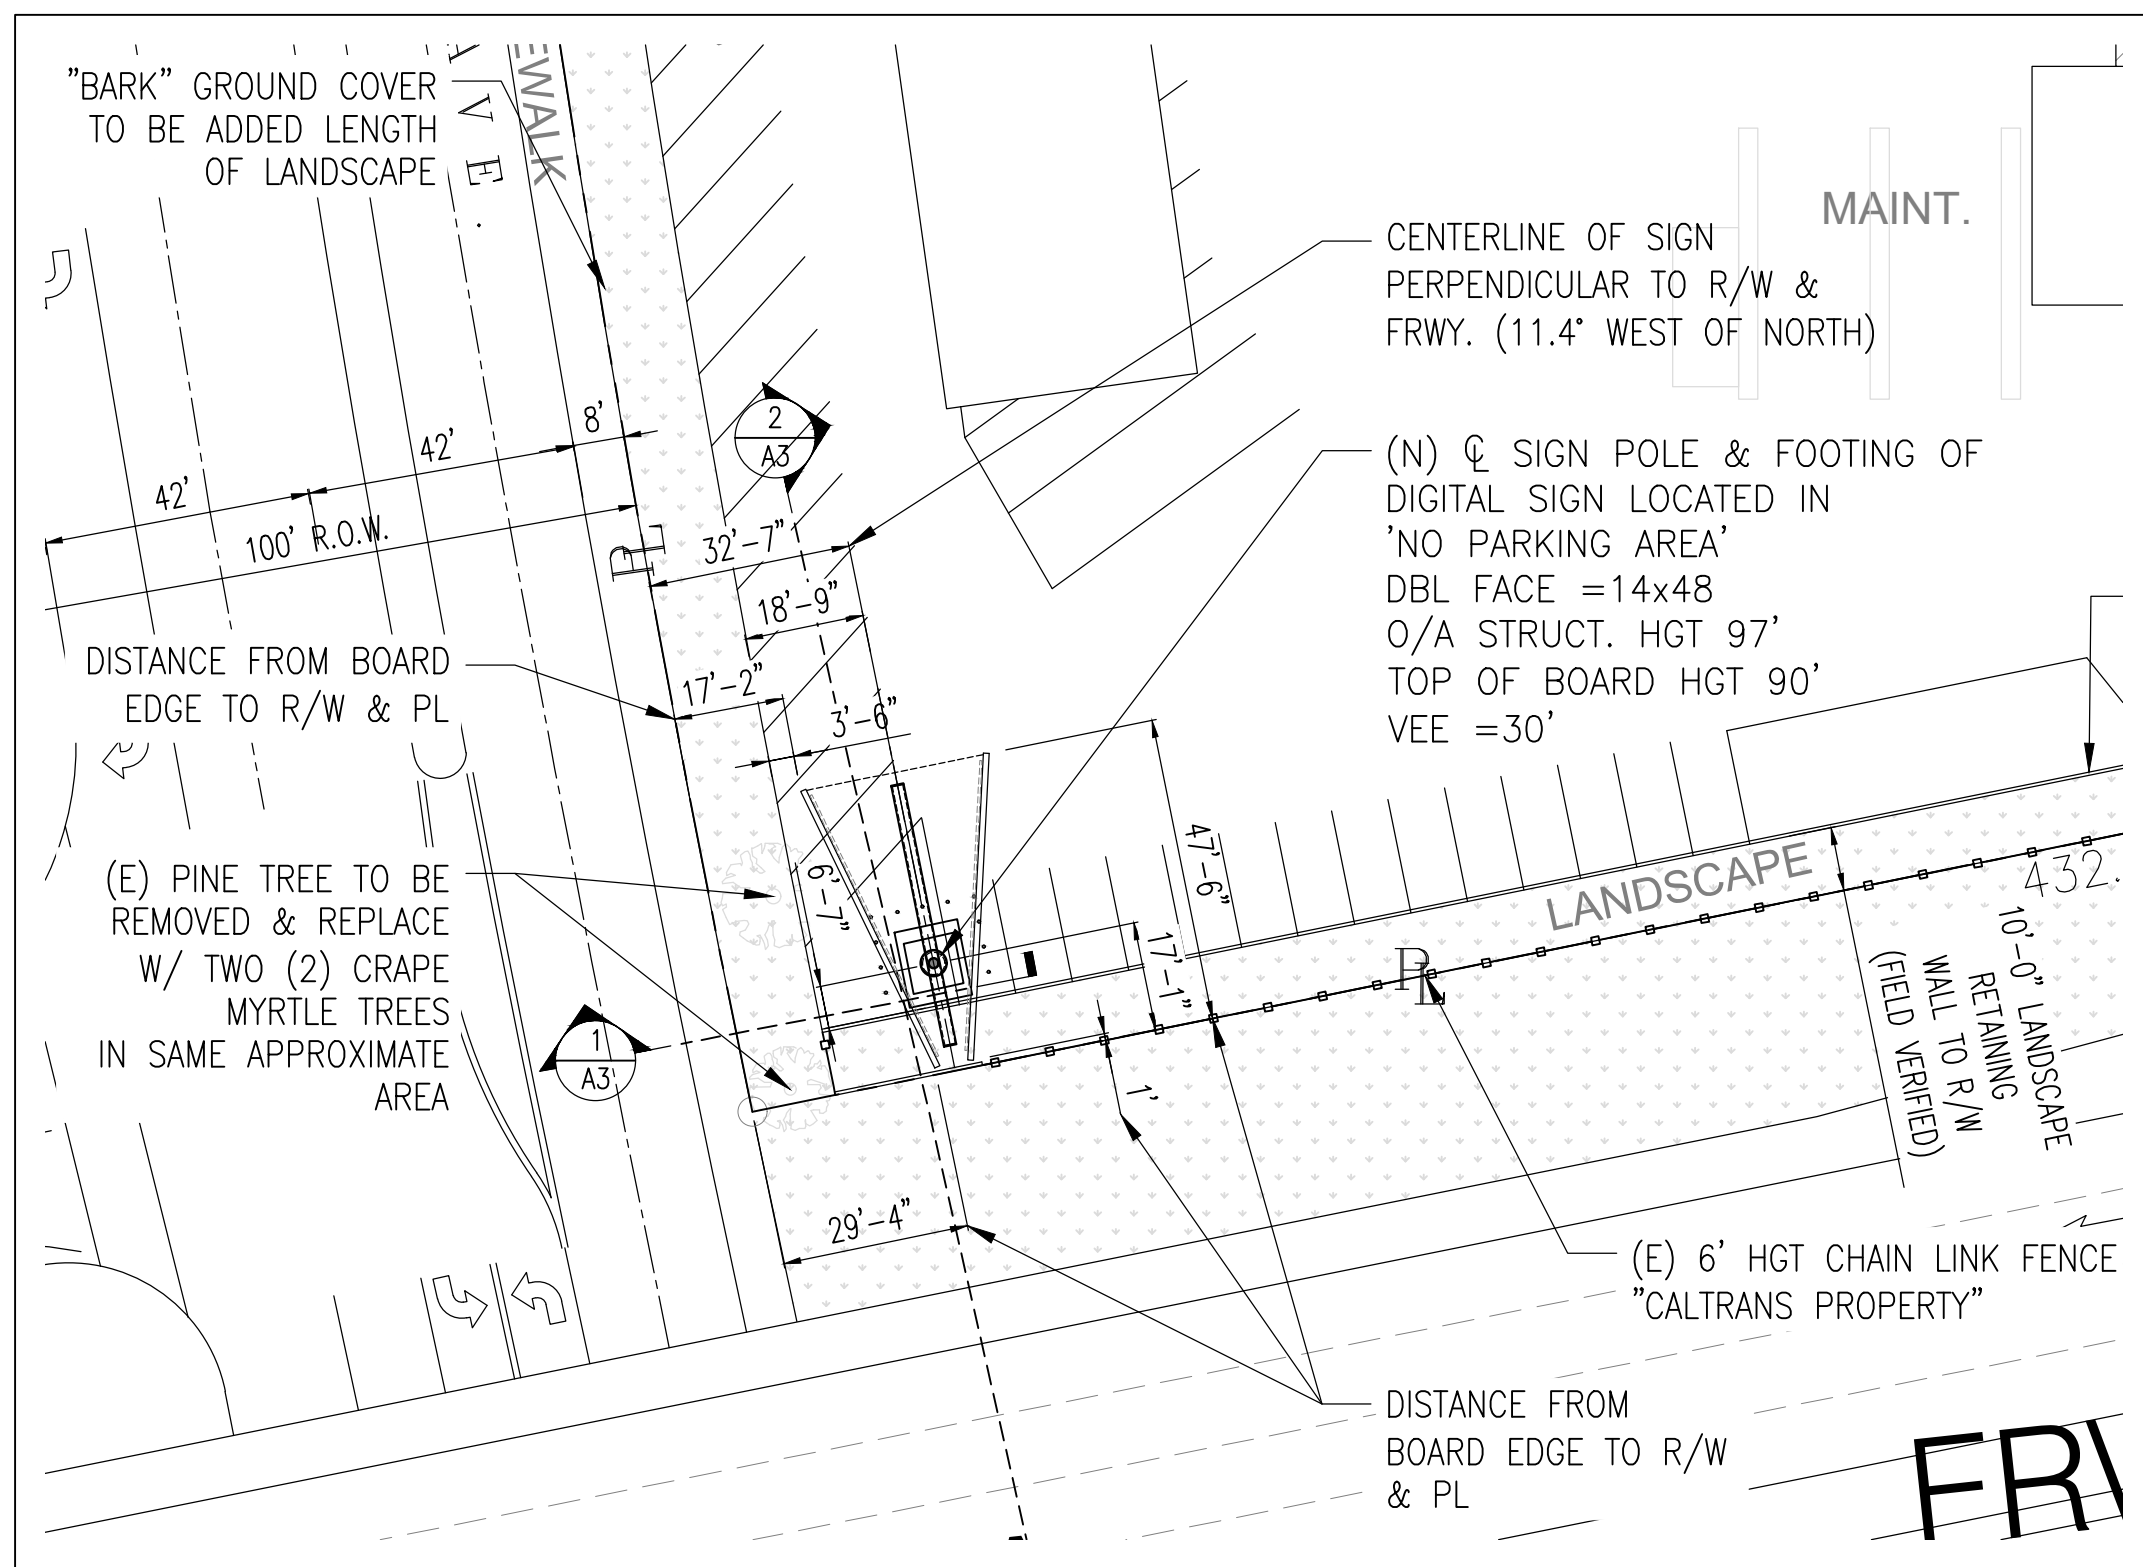 "BARK" GROUND COVER
TO BE ADDED LENGTH
OF LANDSCAPE
VE.
EWALK
MAINT.
CENTERLINE OF SIGN
PERPENDICULAR TO R/W &
FRWY. (11.4° WEST OF NORTH)
2
A3
8'
42'
42'
100' R.O.W.
PL
32'-7"
18'-9"
17'-2"
3'-6"
(N) ℄ SIGN POLE & FOOTING OF
DIGITAL SIGN LOCATED IN
'NO PARKING AREA'
DBL FACE =14x48
O/A STRUCT. HGT 97'
TOP OF BOARD HGT 90'
VEE =30'
DISTANCE FROM BOARD
EDGE TO R/W & PL
47'-6"
6'-7"
17'-1"
1'
LANDSCAPE
PL
432.
10'-0" LANDSCAPE
RETAINING
WALL TO R/W
(FIELD VERIFIED)
(E) PINE TREE TO BE
REMOVED & REPLACE
W/ TWO (2) CRAPE
MYRTLE TREES
IN SAME APPROXIMATE
AREA
1
A3
29'-4"
(E) 6' HGT CHAIN LINK FENCE
"CALTRANS PROPERTY"
DISTANCE FROM
BOARD EDGE TO R/W
& PL
FRW